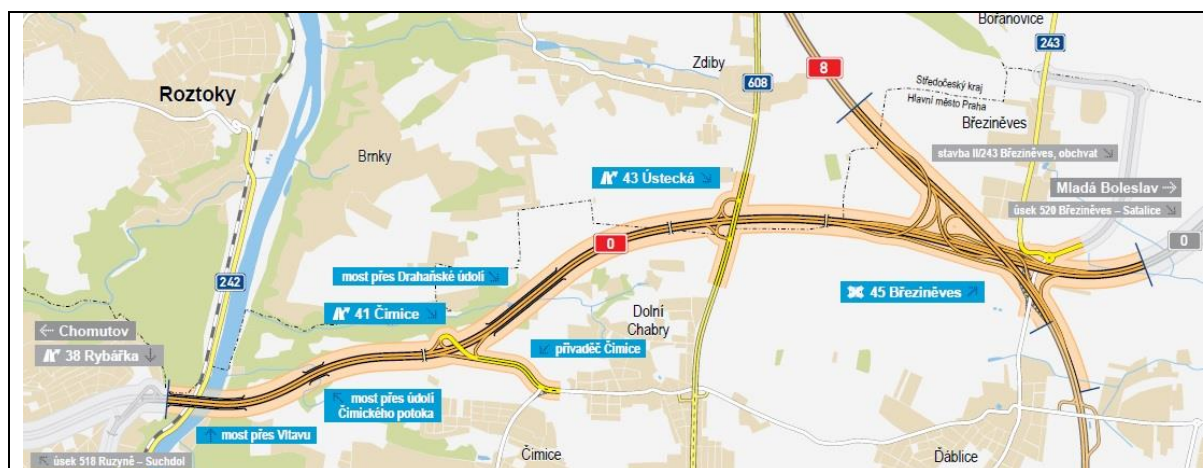 Bořanovice
Zdiby
243
8
608
Roztoky
Středočeský kraj
Hlavní město Praha
Březiněves
Brnky
stavba II/243 Březiněves, obchvat ↘
43 Ústecká ↘
Mladá Boleslav →
úsek 520 Březiněves – Satalice ↘
0
0
most přes Drahaňské údolí ↘
242
45 Březiněves ↗
41 Čimice ↘
Dolní
Chabry
← Chomutov
38 Rybářka ↓
přivaděč Čimice
↖ most přes údolí
Čimického potoka
↑ most přes Vltavu
Čimice
Ďáblice
↖ úsek 518 Ruzyně – Suchdol